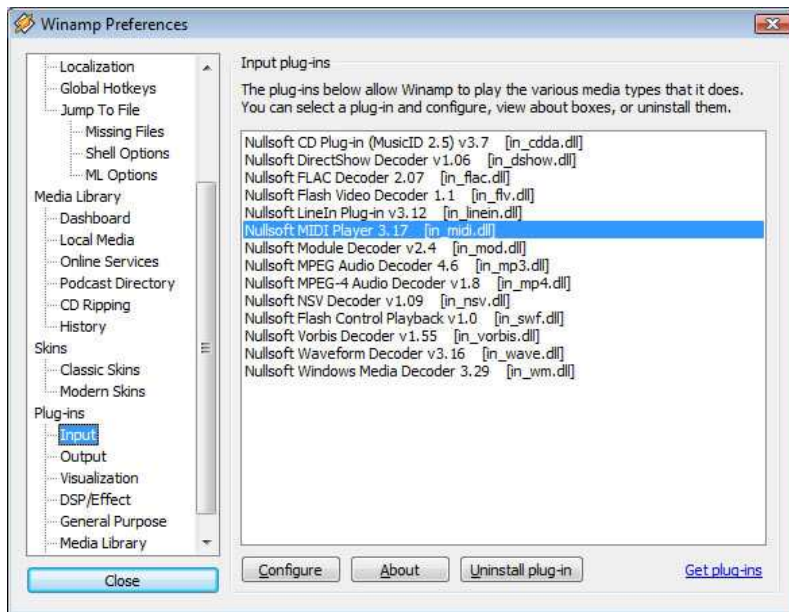 Winamp Preferences
Localization
Global Hotkeys
Jump To File
Missing Files
Shell Options
ML Options
Media Library
Dashboard
Local Media
Online Services
Podcast Directory
CD Ripping
History
Skins
Classic Skins
Modern Skins
Plug-ins
Input
Output
Visualization
DSP/Effect
General Purpose
Media Library
Close
Input plug-ins
The plug-ins below allow Winamp to play the various media types that it does.
You can select a plug-in and configure, view about boxes, or uninstall them.
Nullsoft CD Plug-in (MusicID 2.5) v3.7 [in_cdda.dll]
Nullsoft DirectShow Decoder v1.06 [in_dshow.dll]
Nullsoft FLAC Decoder 2.07 [in_flac.dll]
Nullsoft Flash Video Decoder 1.1 [in_flv.dll]
Nullsoft LineIn Plug-in v3.12 [in_linein.dll]
Nullsoft MIDI Player 3.17 [in_midi.dll]
Nullsoft Module Decoder v2.4 [in_mod.dll]
Nullsoft MPEG Audio Decoder 4.6 [in_mp3.dll]
Nullsoft MPEG-4 Audio Decoder v1.8 [in_mp4.dll]
Nullsoft NSV Decoder v1.09 [in_nsv.dll]
Nullsoft Flash Control Playback v1.0 [in_swf.dll]
Nullsoft Vorbis Decoder v1.55 [in_vorbis.dll]
Nullsoft Waveform Decoder v3.16 [in_wave.dll]
Nullsoft Windows Media Decoder 3.29 [in_wm.dll]
Configure About Uninstall plug-in Get plug-ins